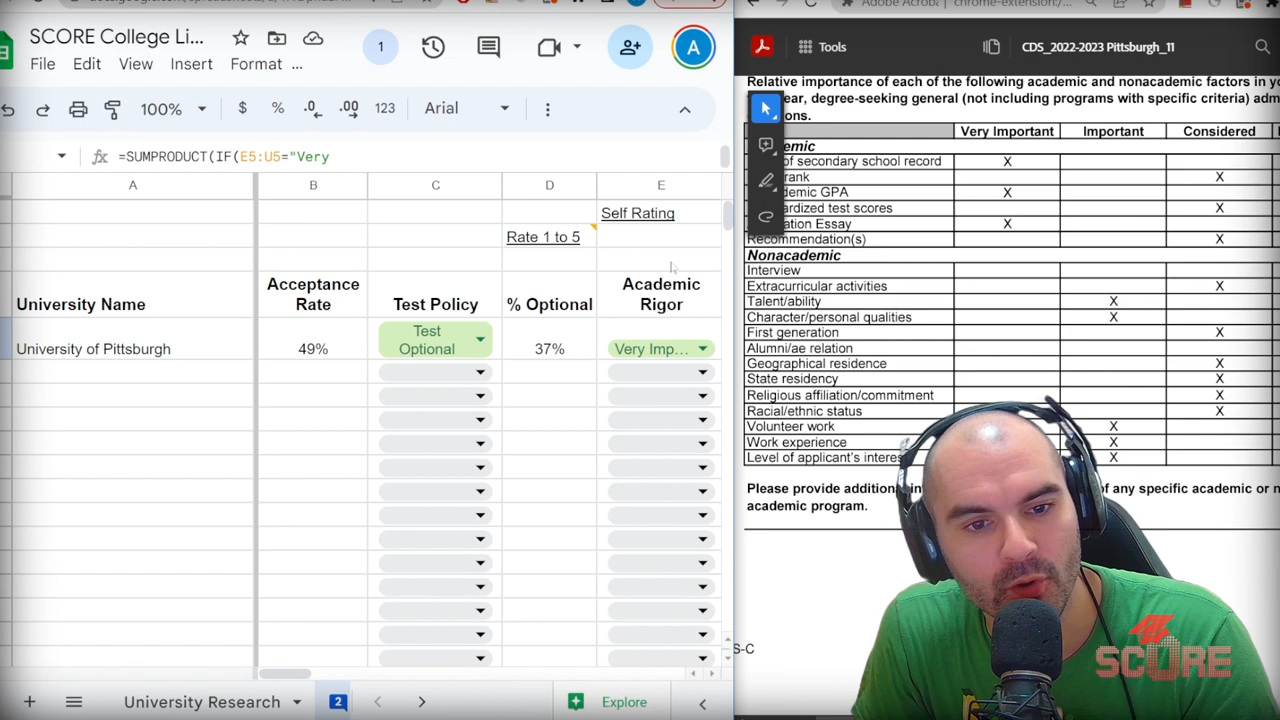 SCORE College Li...
File Edit View Insert Format ...
1
A
100% $ % .0 .00 123 Arial
fx =SUMPRODUCT(IF(E5:U5="Very
A B C D E
Self Rating
Rate 1 to 5
University Name Acceptance Rate Test Policy % Optional Academic Rigor
University of Pittsburgh 49% Test Optional 37% Very Imp...
University Research 2 Explore
Adobe Acroba chrome-extension:/...
Tools CDS_2022-2023 Pittsburgh_11
Relative importance of each of the following academic and nonacademic factors in
ear, degree-seeking general (not including programs with specific criteria) adm
ons.
Very Important Important Considered
emic
of secondary school record X
rank X
demic GPA X
ardized test scores X
ation Essay X
Recommendation(s) X
Nonacademic
Interview
Extracurricular activities X
Talent/ability X
Character/personal qualities X
First generation X
Alumni/ae relation
Geographical residence X
State residency X
Religious affiliation/commitment X
Racial/ethnic status X
Volunteer work X
Work experience X
Level of applicant's interes X
Please provide addition of any specific academic or
academic program.
S-C
SCORE